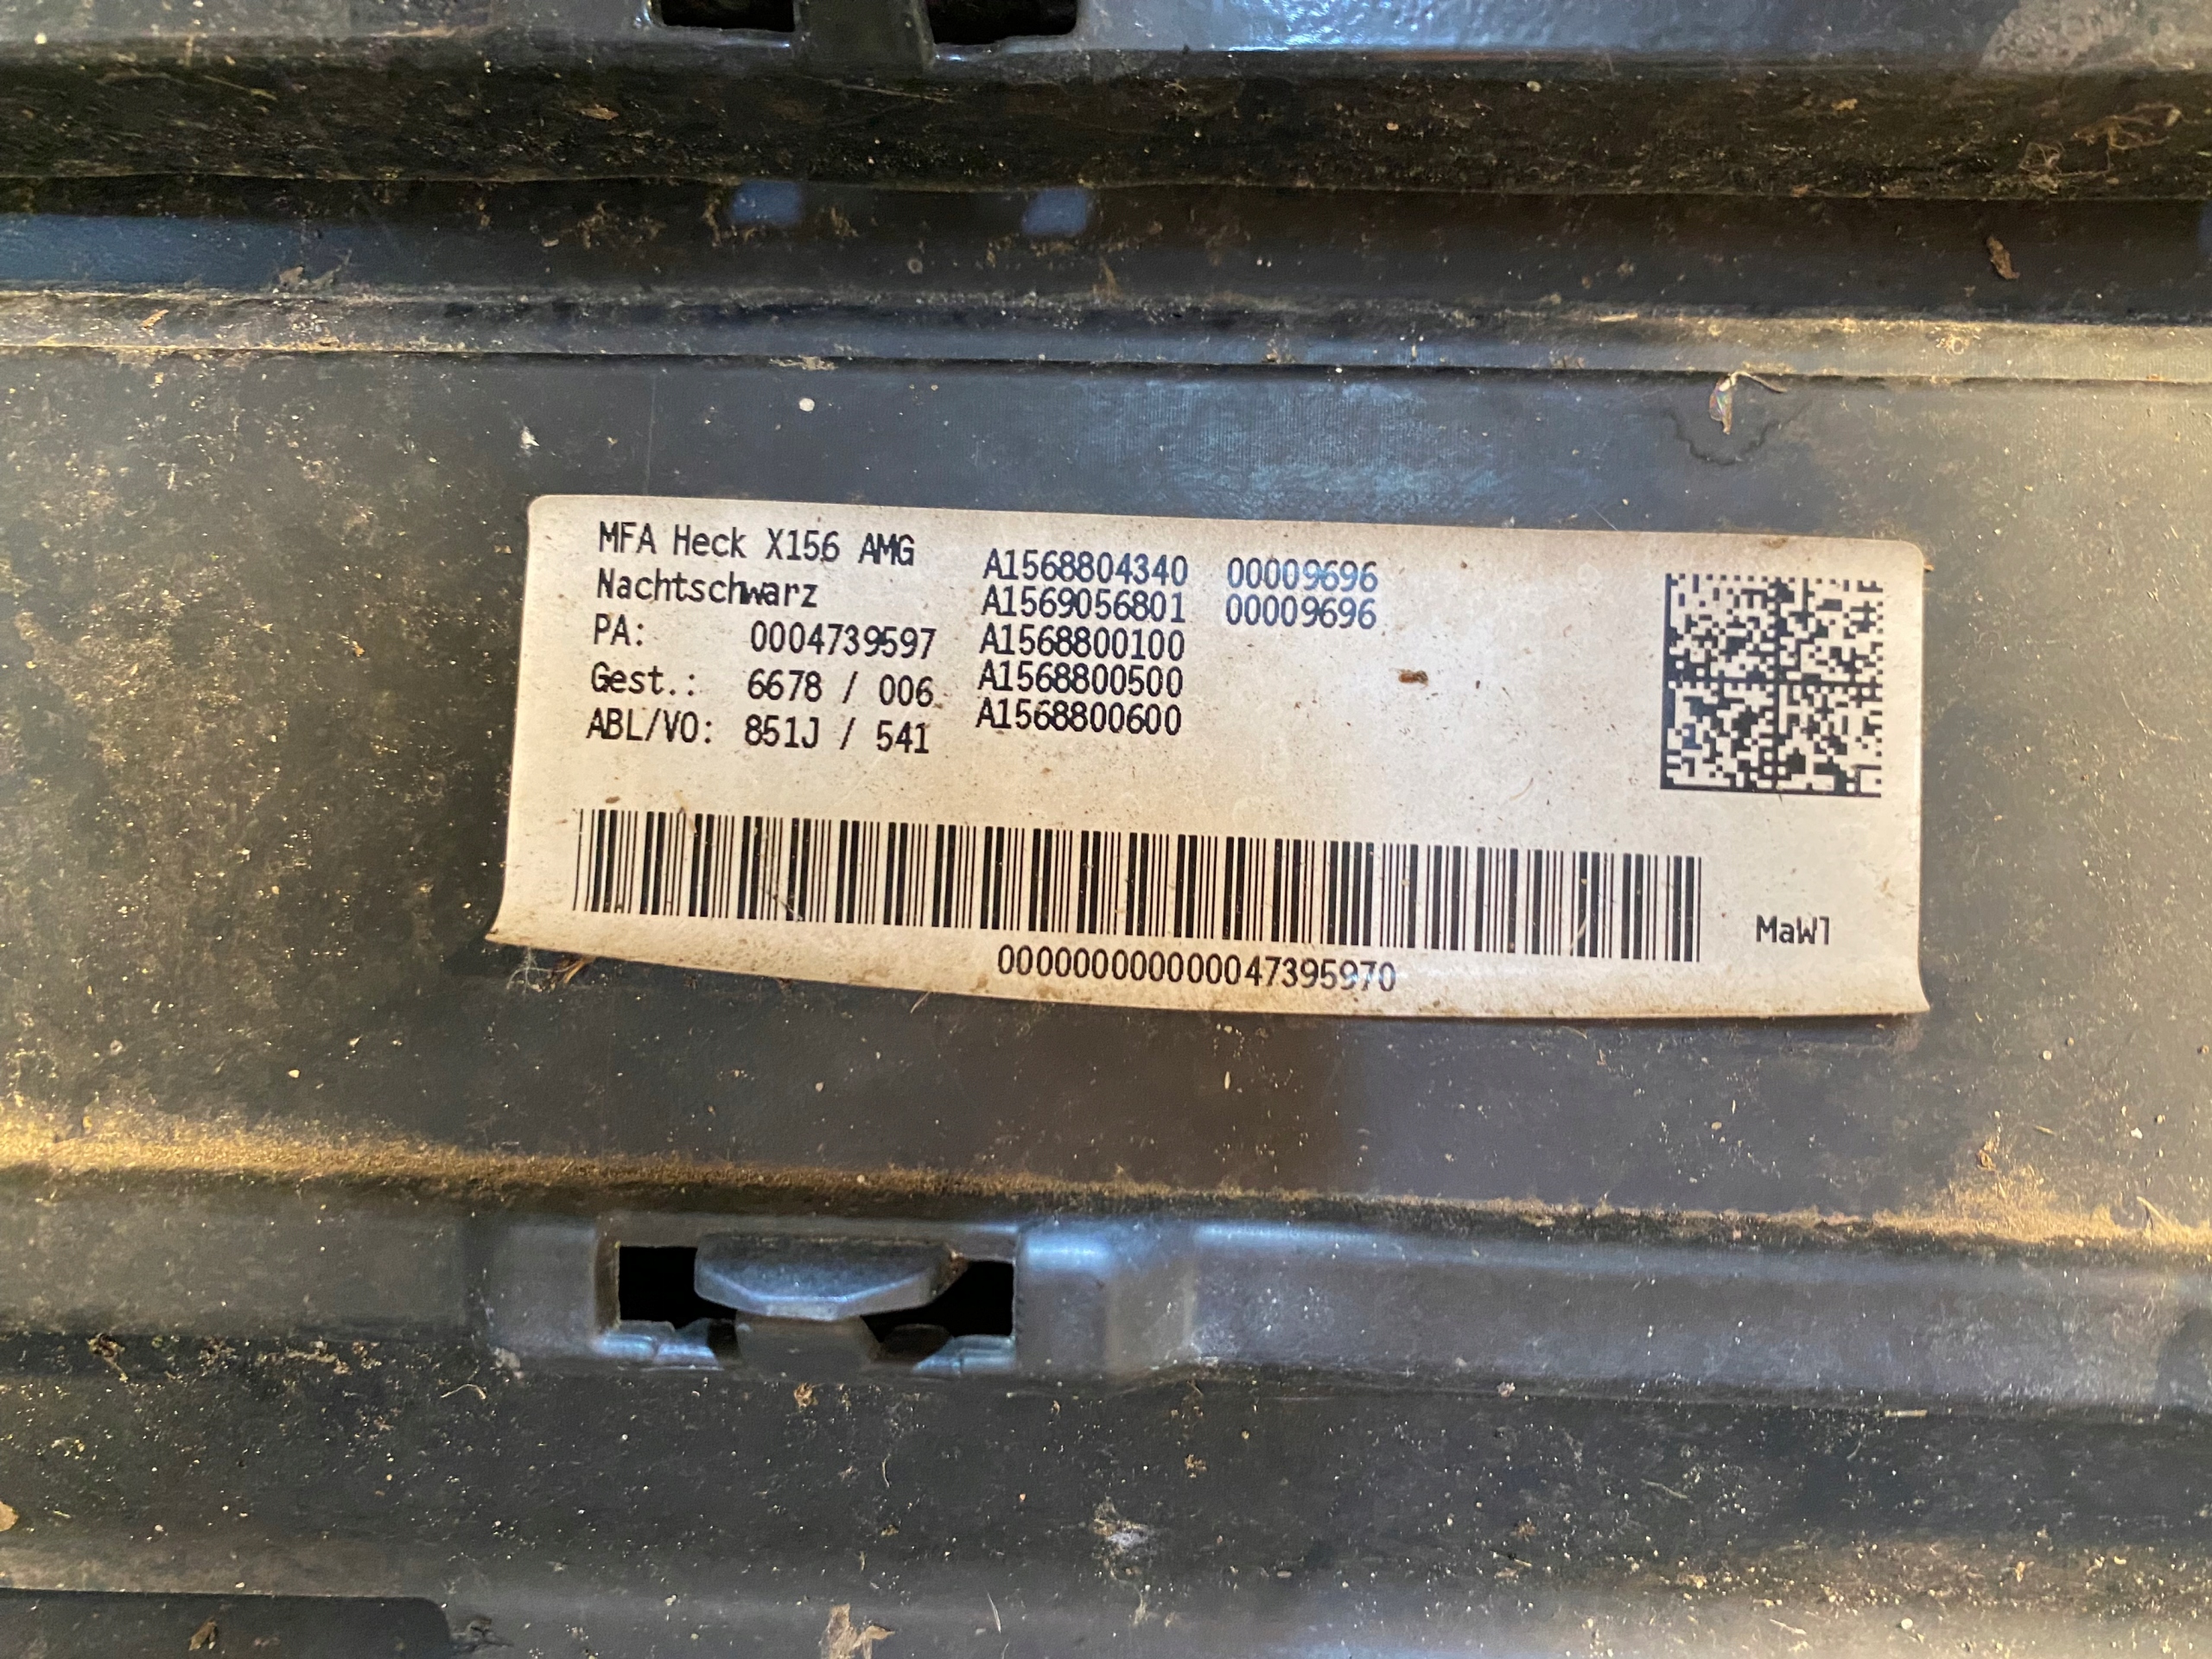 MFA Heck X156 AMG
Nachtschwarz
PA: 0004739597
Gest.: 6678 / 006
ABL/VO: 851J / 541
A1568804340 00009696
A1569056801 00009696
A1568800100
A1568800500
A1568800600
000000000000047395970
MaW1